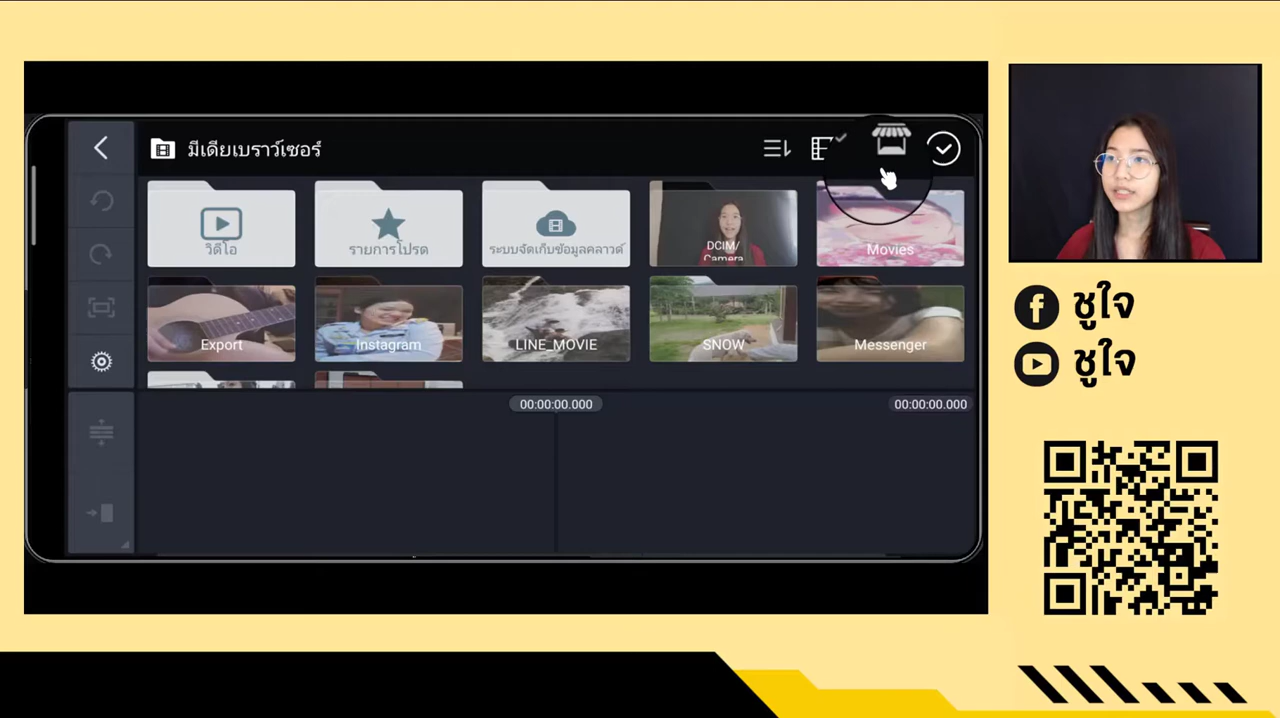 มีเดียเบราว์เซอร์
วิดีโอ
รายการโปรด
ระบบจัดเก็บข้อมูลคลาวด์
DCIM/
Camera
Movies
Export
Instagram
LINE_MOVIE
SNOW
Messenger
00:00:00.000
00:00:00.000
ชูใจ
ชูใจ